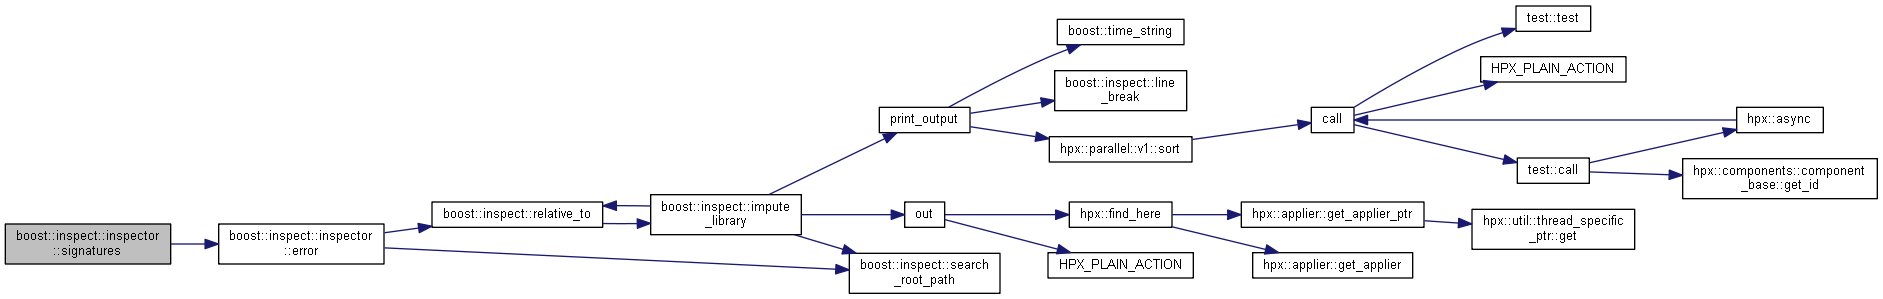 boost::inspect::inspector
::signatures
boost::inspect::inspector
::error
boost::inspect::relative_to
boost::inspect::impute
_library
print_output
boost::time_string
boost::inspect::line
_break
hpx::parallel::v1::sort
call
test::test
HPX_PLAIN_ACTION
hpx::async
test::call
hpx::components::component
_base::get_id
out
hpx::find_here
hpx::applier::get_applier_ptr
hpx::util::thread_specific
_ptr::get
HPX_PLAIN_ACTION
hpx::applier::get_applier
boost::inspect::search
_root_path